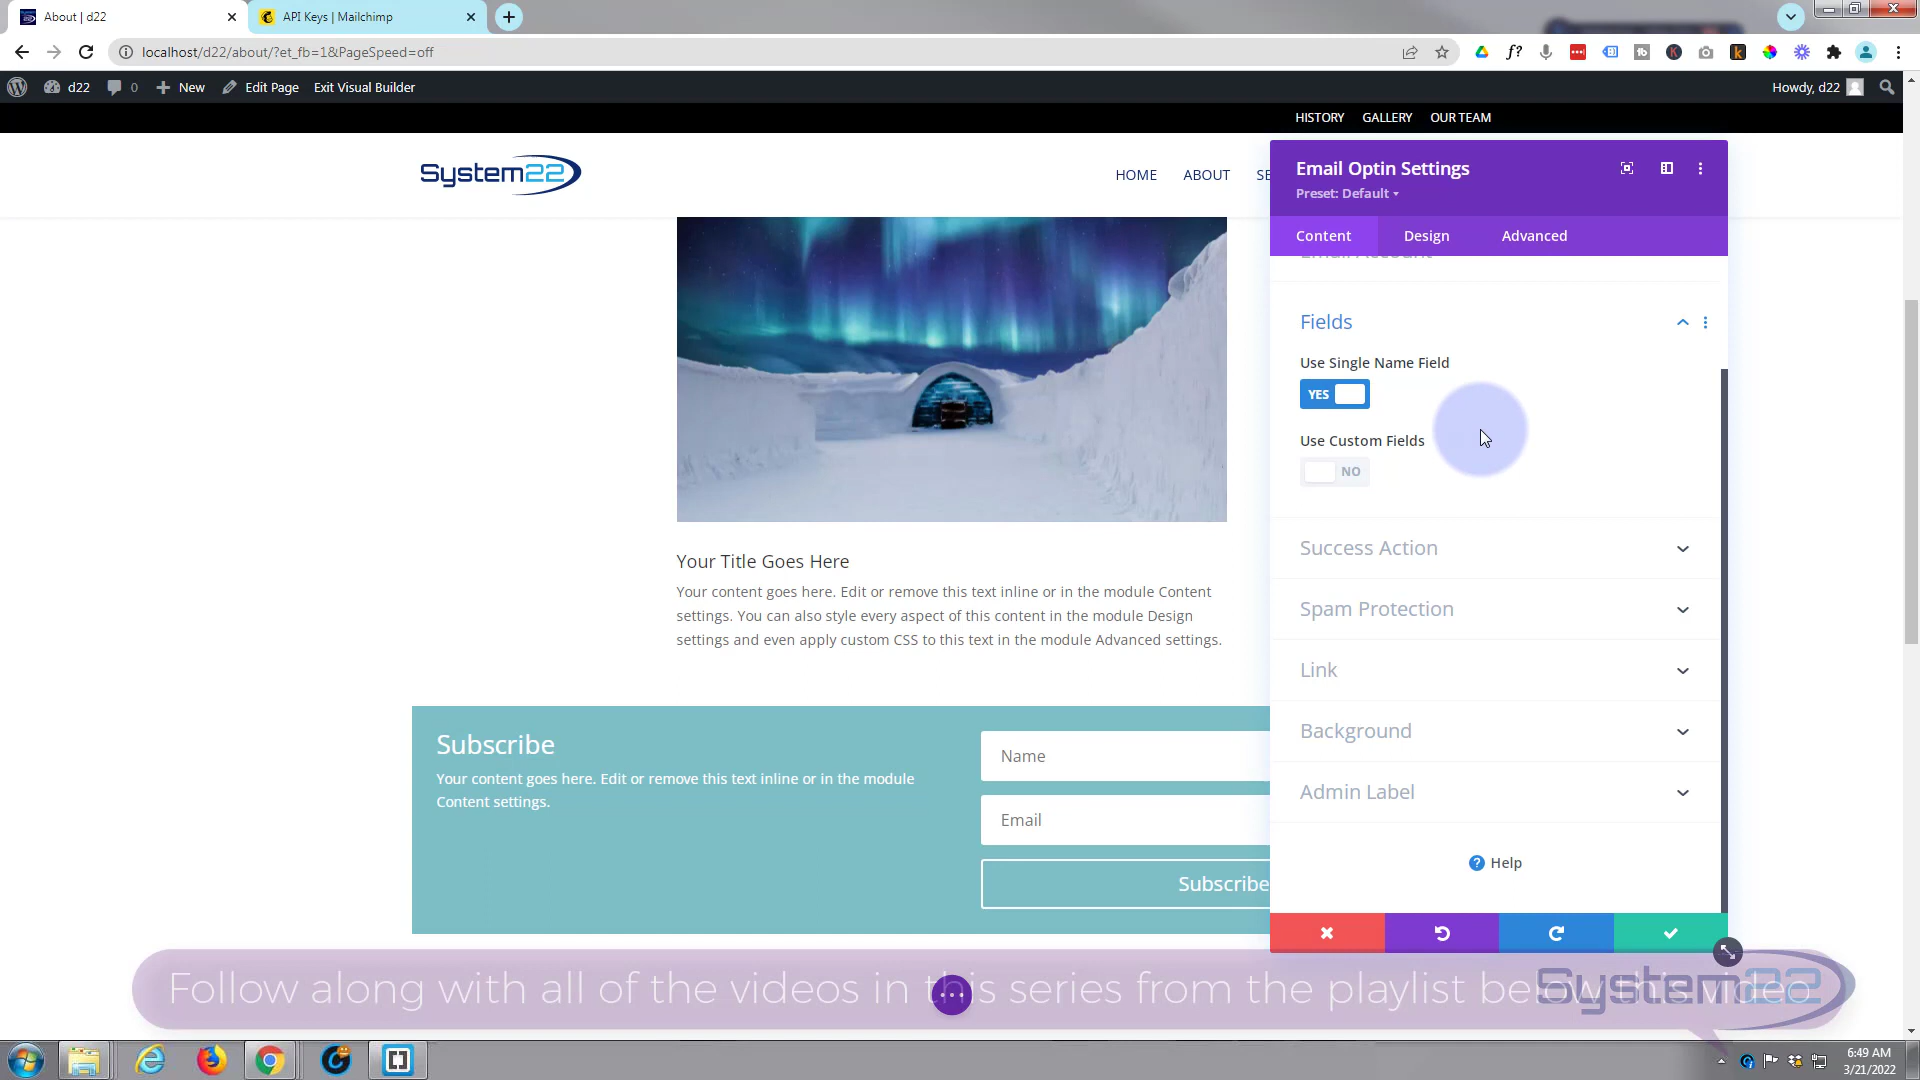 About | d22
API Keys | Mailchimp
localhost/d22/about/?et_fb=1&PageSpeed=off
d22
0
New
Edit Page
Exit Visual Builder
Howdy, d22
HISTORY
GALLERY
OUR TEAM
System22
HOME
ABOUT
SE
Email Optin Settings
Preset: Default
Content
Design
Advanced
Email Account
Fields
Use Single Name Field
YES
Use Custom Fields
NO
Success Action
Spam Protection
Link
Background
Admin Label
Help
Your Title Goes Here
Your content goes here. Edit or remove this text inline or in the module Content
settings. You can also style every aspect of this content in the module Design
settings and even apply custom CSS to this text in the module Advanced settings.
Subscribe
Your content goes here. Edit or remove this text inline or in the module
Content settings.
Name
Email
Subscribe
Follow along with all of the videos in this series from the playlist below this video
System22
6:49 AM
3/21/2022